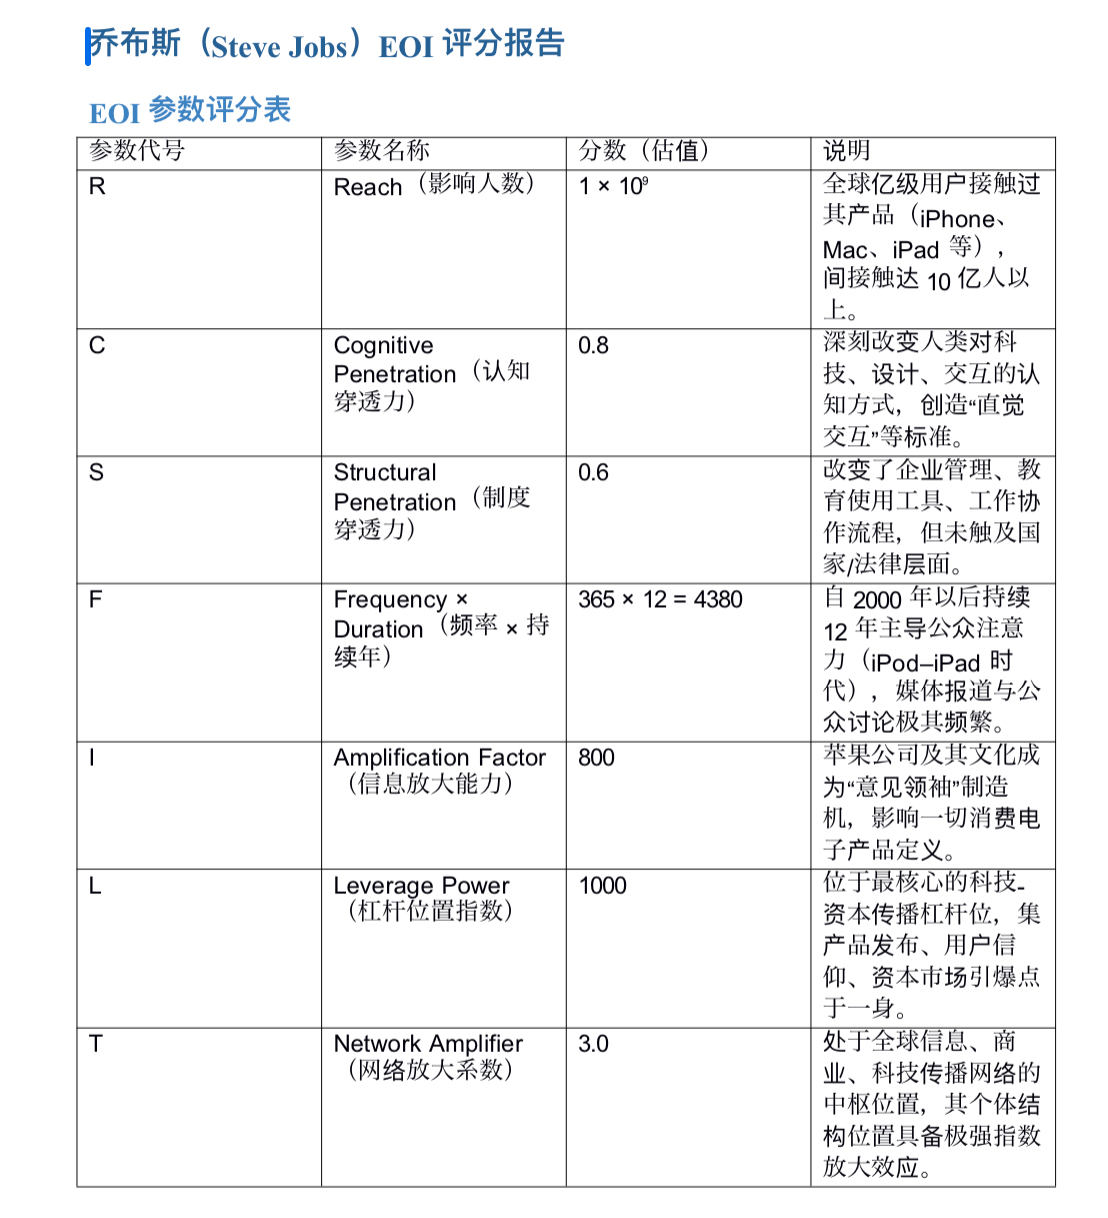 乔布斯（Steve Jobs）EOI 评分报告
EOI 参数评分表
参数代号
参数名称
分数（估值）
说明
R
Reach（影响人数）
1 × 10⁹
全球亿级用户接触过
其产品（iPhone、
Mac、iPad 等），
间接触达 10 亿人以
上。
C
Cognitive
Penetration（认知
穿透力）
0.8
深刻改变人类对科
技、设计、交互的认
知方式，创造“直觉
交互”等标准。
S
Structural
Penetration（制度
穿透力）
0.6
改变了企业管理、教
育使用工具、工作协
作流程，但未触及国
家/法律层面。
F
Frequency ×
Duration（频率 × 持
续年）
365 × 12 = 4380
自 2000 年以后持续
12 年主导公众注意
力（iPod–iPad 时
代），媒体报道与公
众讨论极其频繁。
I
Amplification Factor
（信息放大能力）
800
苹果公司及其文化成
为“意见领袖”制造
机，影响一切消费电
子产品定义。
L
Leverage Power
（杠杆位置指数）
1000
位于最核心的科技-
资本传播杠杆位，集
产品发布、用户信
仰、资本市场引爆点
于一身。
T
Network Amplifier
（网络放大系数）
3.0
处于全球信息、商
业、科技传播网络的
中枢位置，其个体结
构位置具备极强指数
放大效应。